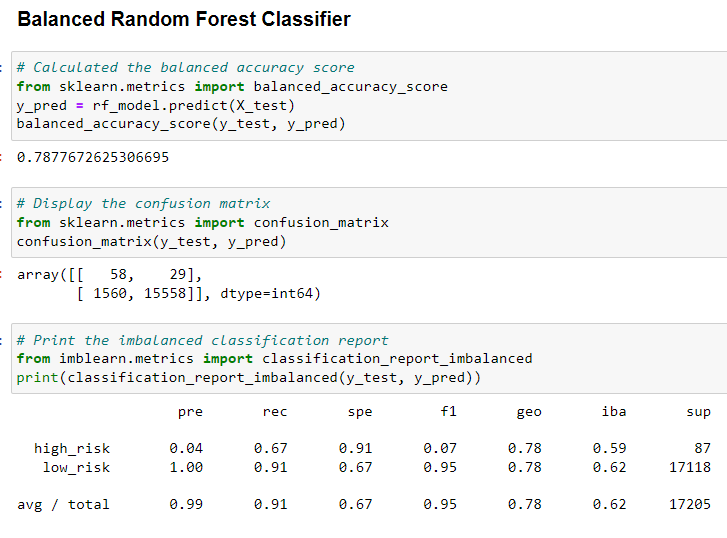 Balanced Random Forest Classifier
# Calculated the balanced accuracy score
from sklearn.metrics import balanced_accuracy_score
y_pred = rf_model.predict(X_test)
balanced_accuracy_score(y_test, y_pred)
0.7877672625306695
# Display the confusion matrix
from sklearn.metrics import confusion_matrix
confusion_matrix(y_test, y_pred)
array([[   58,    29],
       [ 1560, 15558]], dtype=int64)
# Print the imbalanced classification report
from imblearn.metrics import classification_report_imbalanced
print(classification_report_imbalanced(y_test, y_pred))
pre rec spe f1 geo iba sup
high_risk 0.04 0.67 0.91 0.07 0.78 0.59 87
low_risk 1.00 0.91 0.67 0.95 0.78 0.62 17118
avg / total 0.99 0.91 0.67 0.95 0.78 0.62 17205